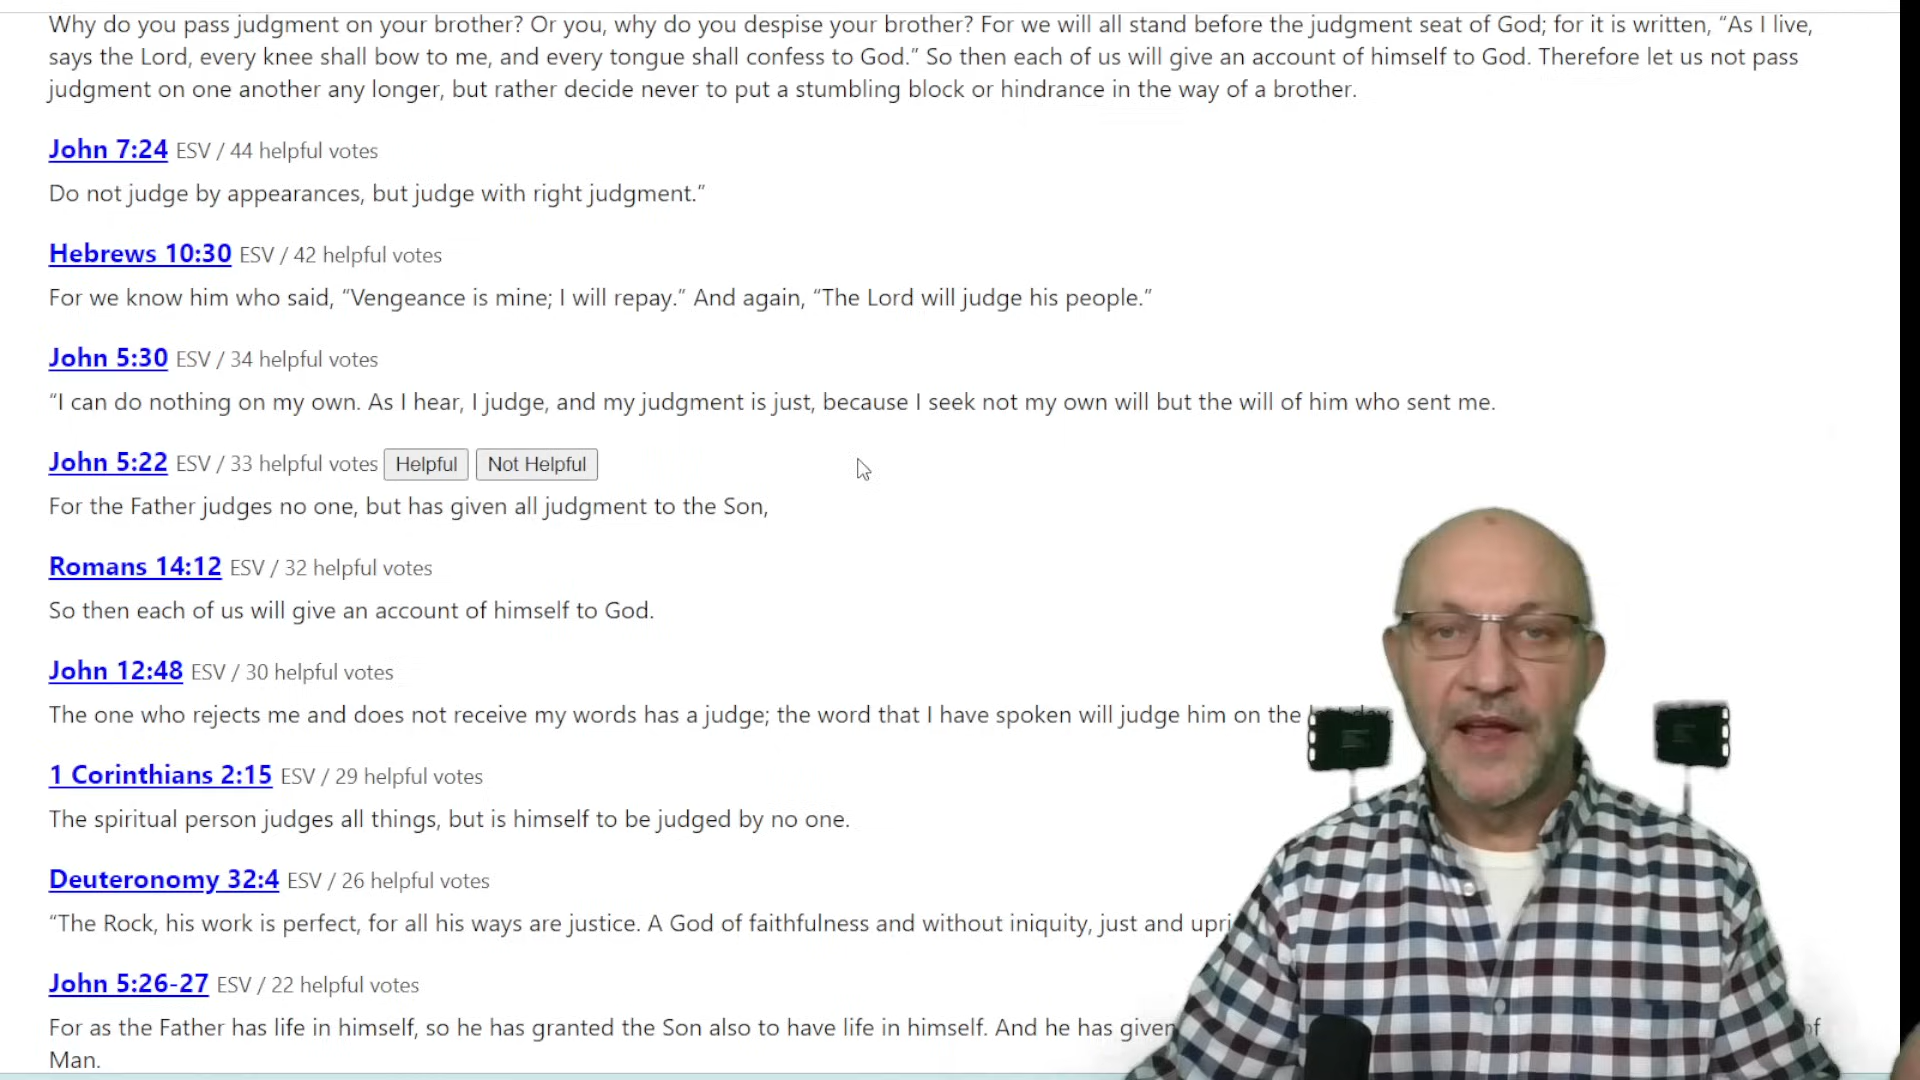 Why do you pass judgment on your brother? Or you, why do you despise your brother? For we will all stand before the judgment seat of God; for it is written, “As I live,
says the Lord, every knee shall bow to me, and every tongue shall confess to God.” So then each of us will give an account of himself to God. Therefore let us not pass
judgment on one another any longer, but rather decide never to put a stumbling block or hindrance in the way of a brother.
John 7:24 ESV / 44 helpful votes
Do not judge by appearances, but judge with right judgment.”
Hebrews 10:30 ESV / 42 helpful votes
For we know him who said, “Vengeance is mine; I will repay.” And again, “The Lord will judge his people.”
John 5:30 ESV / 34 helpful votes
“I can do nothing on my own. As I hear, I judge, and my judgment is just, because I seek not my own will but the will of him who sent me.
John 5:22 ESV / 33 helpful votes Helpful Not Helpful
For the Father judges no one, but has given all judgment to the Son,
Romans 14:12 ESV / 32 helpful votes
So then each of us will give an account of himself to God.
John 12:48 ESV / 30 helpful votes
The one who rejects me and does not receive my words has a judge; the word that I have spoken will judge him on the
1 Corinthians 2:15 ESV / 29 helpful votes
The spiritual person judges all things, but is himself to be judged by no one.
Deuteronomy 32:4 ESV / 26 helpful votes
“The Rock, his work is perfect, for all his ways are justice. A God of faithfulness and without iniquity, just and upri
John 5:26-27 ESV / 22 helpful votes
For as the Father has life in himself, so he has granted the Son also to have life in himself. And he has given of
Man.